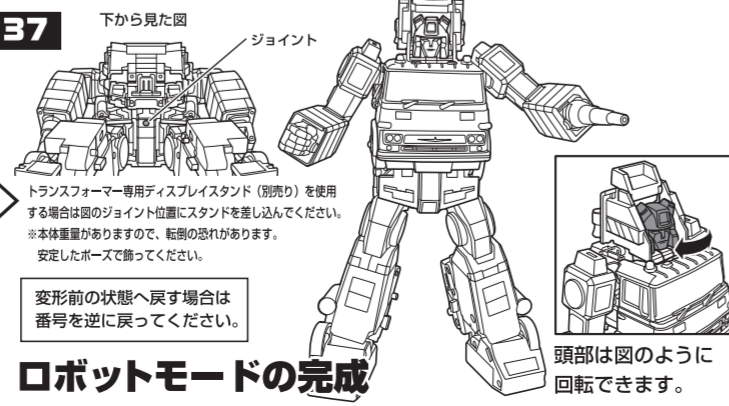 37
下から見た図
ジョイント
トランスフォーマー専用ディスプレイスタンド（別売り）を使用
する場合は図のジョイント位置にスタンドを差し込んでください。
※本体重量がありますので、転倒の恐れがあります。
安定したポーズで飾ってください。
変形前の状態へ戻す場合は
番号を逆に戻ってください。
ロボットモードの完成
頭部は図のように
回転できます。